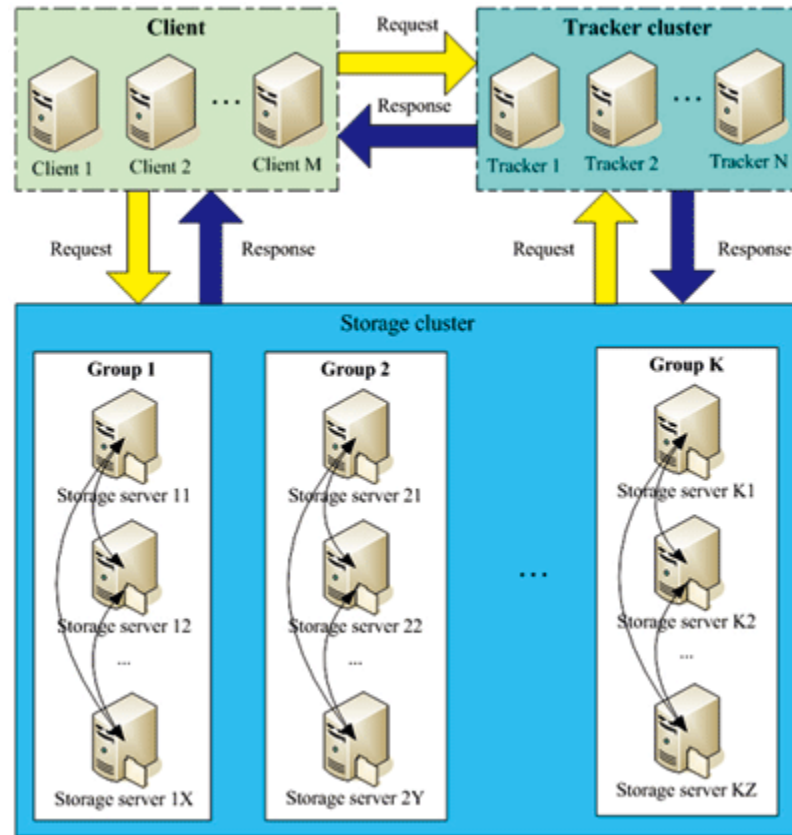 Client
Request
Tracker cluster
...
...
Response
Client 1
Client 2
Client M
Tracker 1
Tracker 2
Tracker N
Request
Response
Request
Response
Storage cluster
Group 1
Group 2
Group K
Storage server 11
Storage server 21
Storage server K1
...
Storage server 12
Storage server 22
Storage server K2
...
...
...
Storage server 1X
Storage server 2Y
Storage server KZ